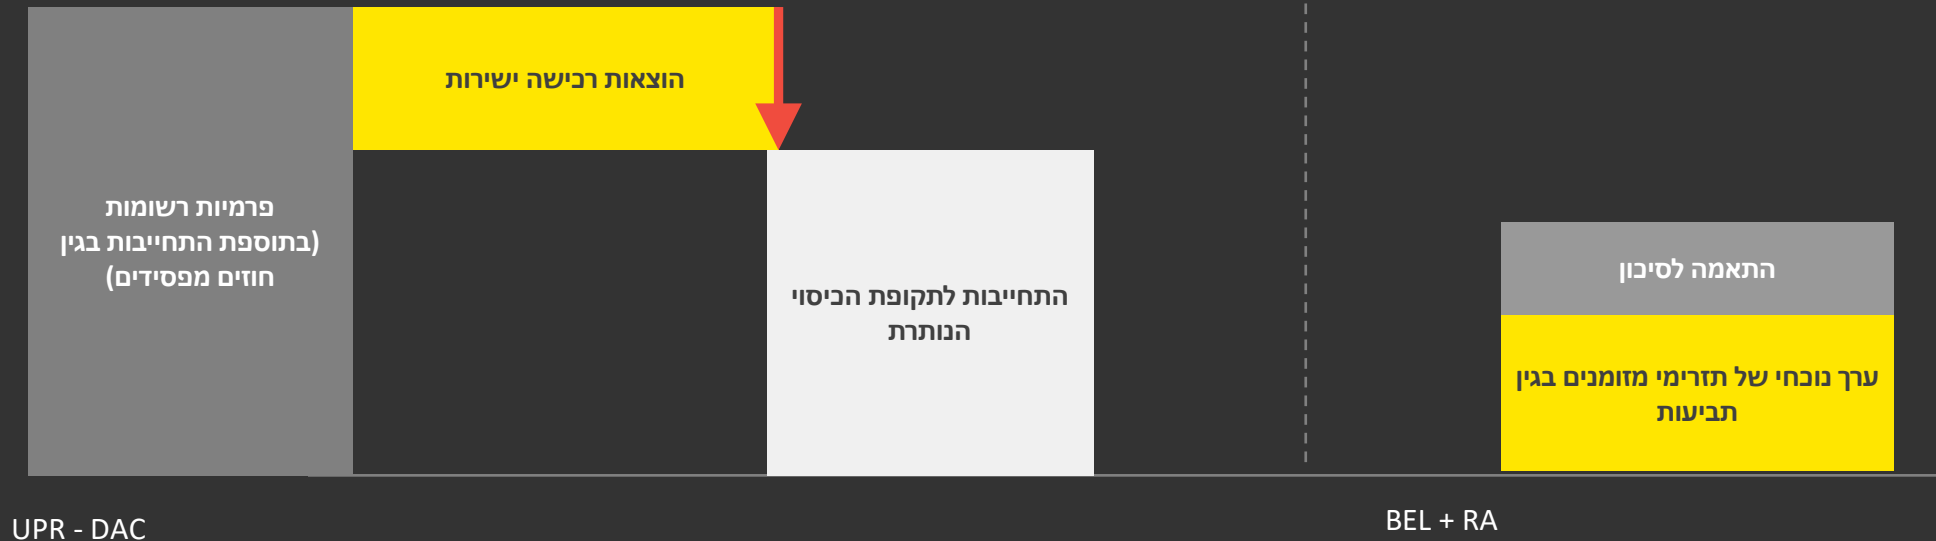 הוצאות רכישה ישירות
פרמיות רשומות
(בתוספת התחייבות בגין
חוזים מפסידים)
התחייבות לתקופת הכיסוי
הנותרת
התאמה לסיכון
ערך נוכחי של תזרימי מזומנים בגין
תביעות
UPR - DAC
BEL + RA